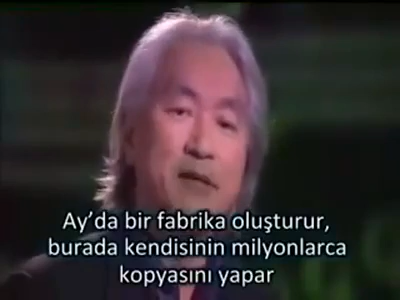 Ay’da bir fabrika oluşturur,
burada kendisinin milyonlarca
kopyasını yapar